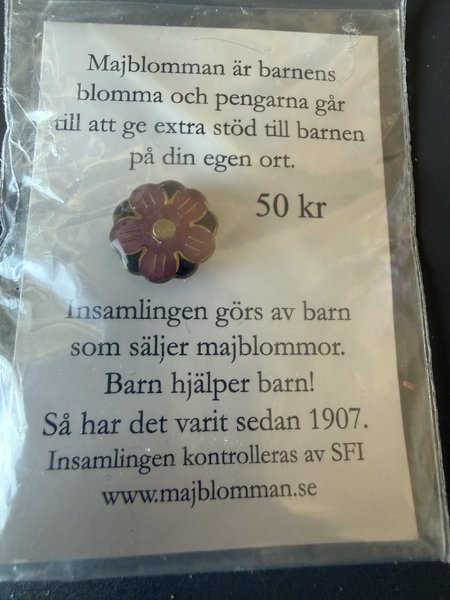 Majblomman är barnens
blomma och pengarna går
till att ge extra stöd till barnen
på din egen ort.
50 kr
Insamlingen görs av barn
som säljer majblommor.
Barn hjälper barn!
Så har det varit sedan 1907.
Insamlingen kontrolleras av SFI
www.majblomman.se